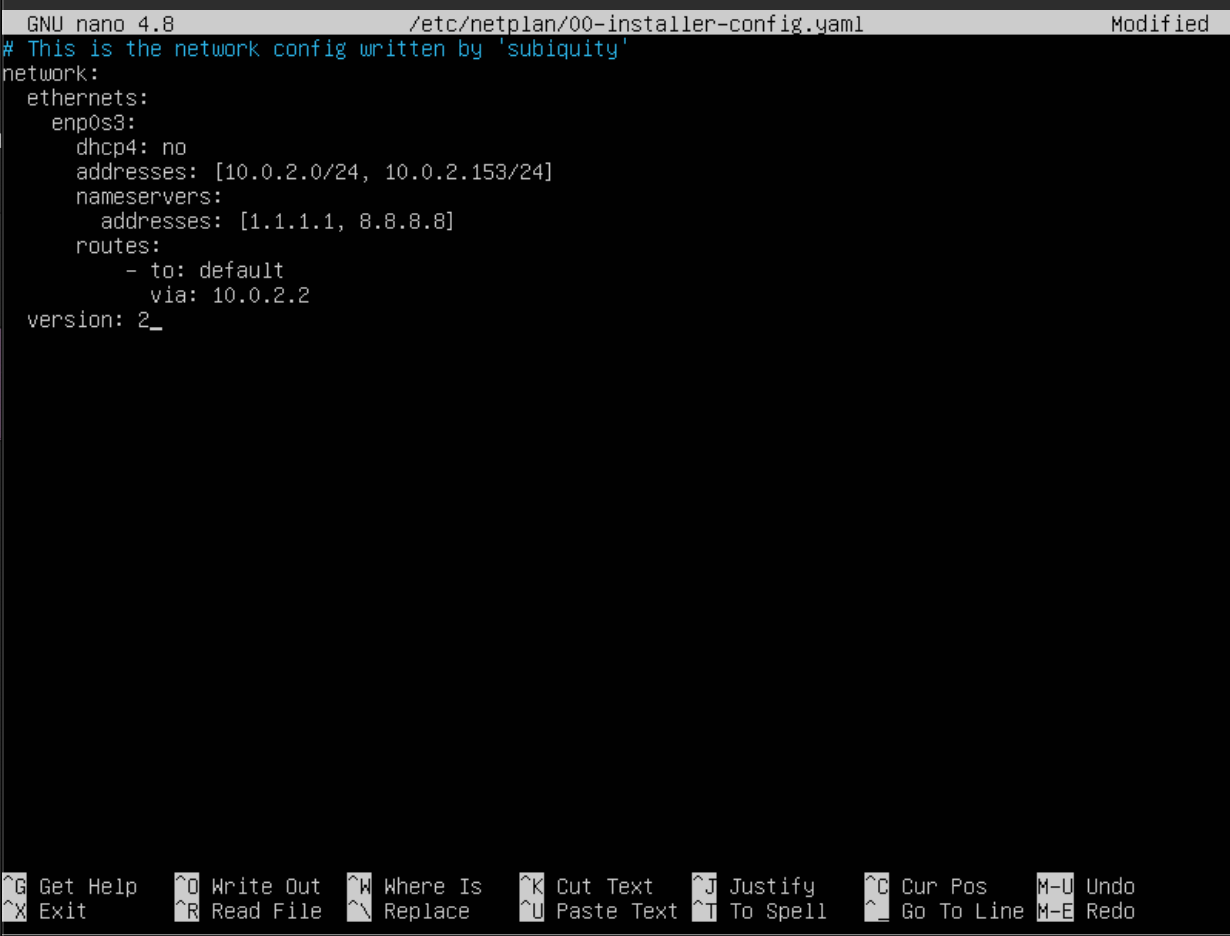 GNU nano 4.8 /etc/netplan/00-installer-config.yaml Modified
# This is the network config written by 'subiquity'
network:
  ethernets:
    enp0s3:
      dhcp4: no
      addresses: [10.0.2.0/24, 10.0.2.153/24]
      nameservers:
        addresses: [1.1.1.1, 8.8.8.8]
      routes:
          - to: default
            via: 10.0.2.2
  version: 2_
^G Get Help ^O Write Out ^W Where Is ^K Cut Text ^J Justify ^C Cur Pos M-U Undo
^X Exit ^R Read File ^\ Replace ^U Paste Text ^T To Spell ^_ Go To Line M-E Redo